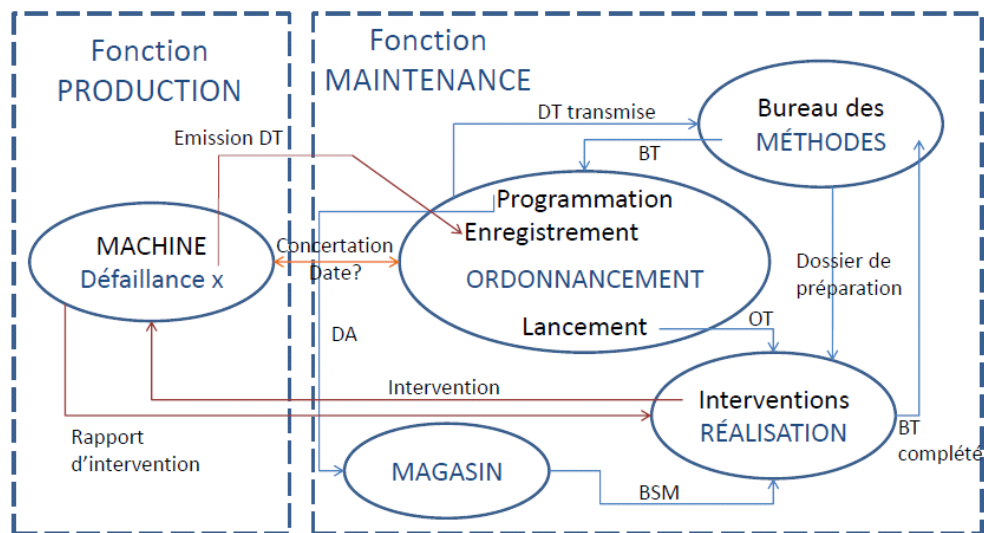 Fonction
PRODUCTION
Fonction
MAINTENANCE
Emission DT
DT transmise
Bureau des
MÉTHODES
BT
Programmation
Enregistrement
ORDONNANCEMENT
Lancement
MACHINE
Défaillance x
Concertation
Date?
Dossier de
préparation
DA
OT
Intervention
Interventions
RÉALISATION
Rapport
d'intervention
BT
complété
MAGASIN
BSM